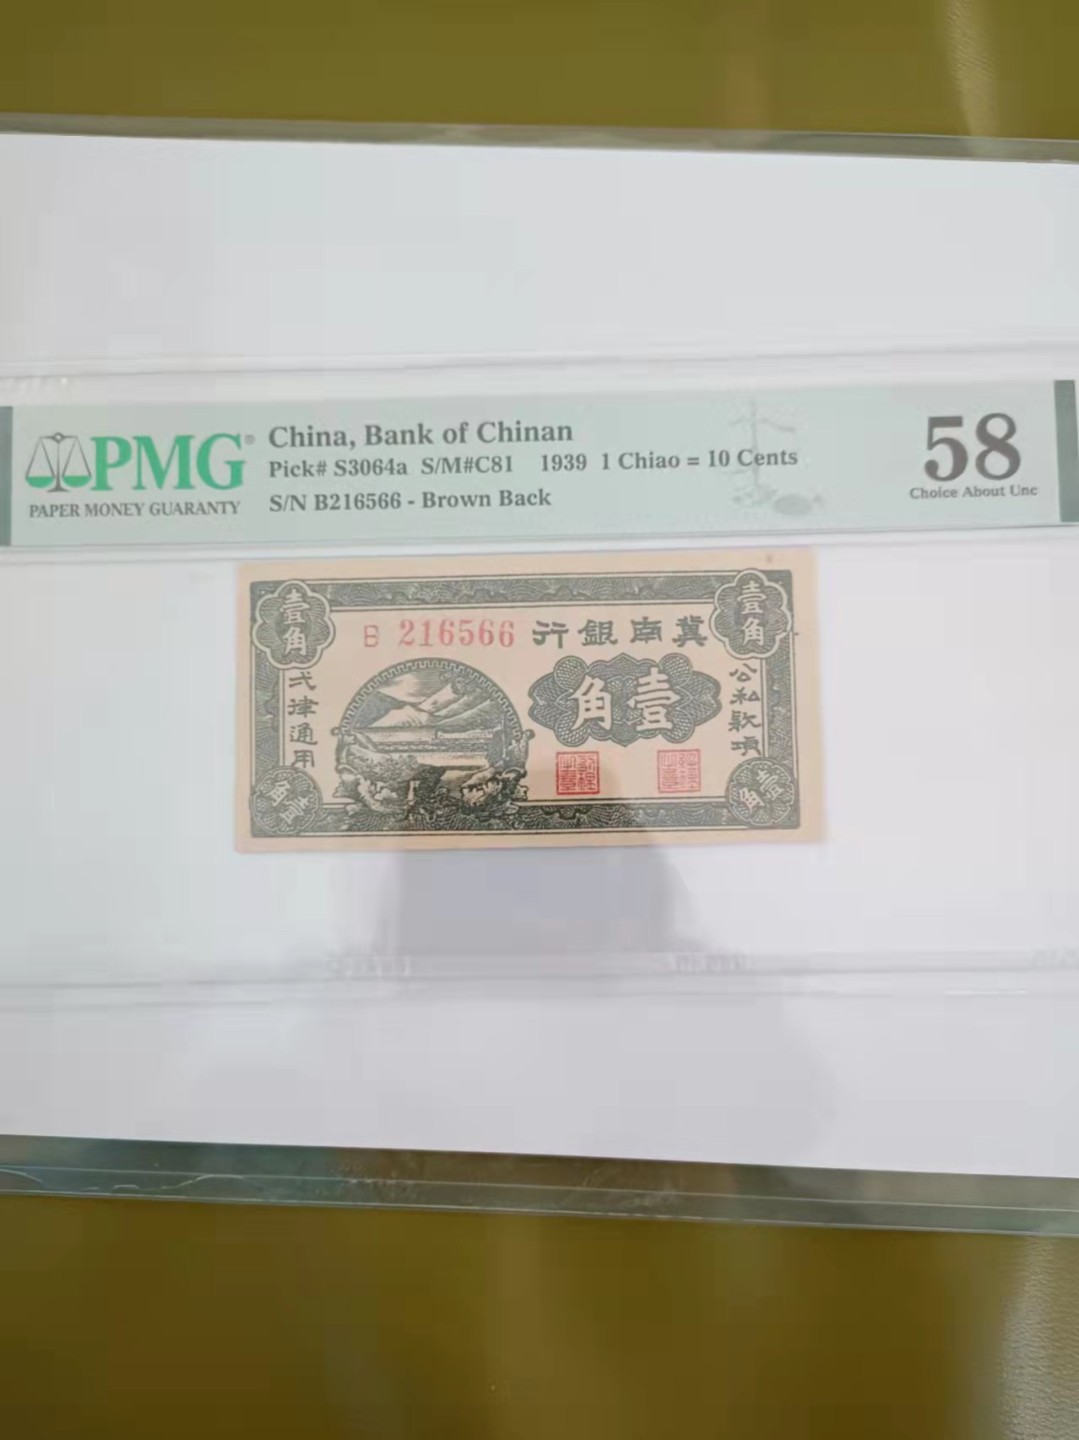 PMG®
PAPER MONEY GUARANTY
China, Bank of Chinan
Pick# S3064a S/M#C81 1939 1 Chiao = 10 Cents
S/N B216566 - Brown Back
58
Choice About Unc
壹角
壹角
B 216566
行銀南冀
角壹
公私款項
弍律通用
角壹
壹角